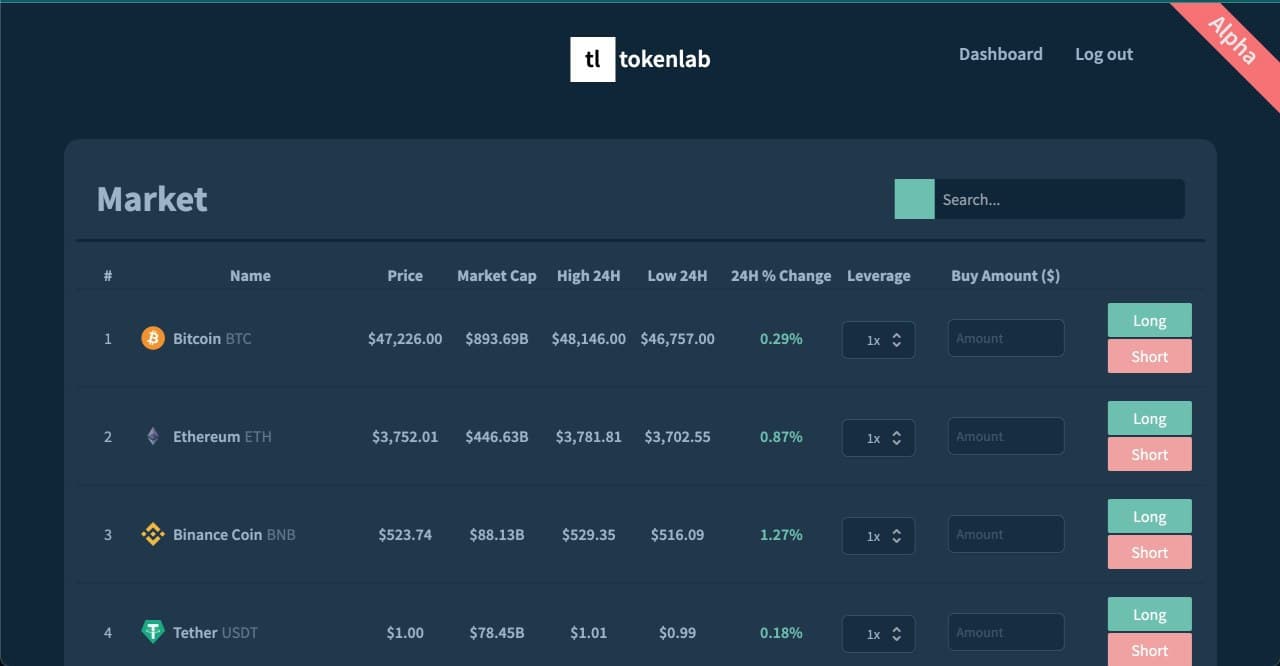 Alpha
tl tokenlab Dashboard Log out
Market Search...
# Name Price Market Cap High 24H Low 24H 24H % Change Leverage Buy Amount ($)
Long
1 Bitcoin BTC $47,226.00 $893.69B $48,146.00 $46,757.00 0.29% 1x Amount
Short
Long
2 Ethereum ETH $3,752.01 $446.63B $3,781.81 $3,702.55 0.87% 1x Amount
Short
Long
3 Binance Coin BNB $523.74 $88.13B $529.35 $516.09 1.27% 1x Amount
Short
Long
4 Tether USDT $1.00 $78.45B $1.01 $0.99 0.18% 1x Amount
Short